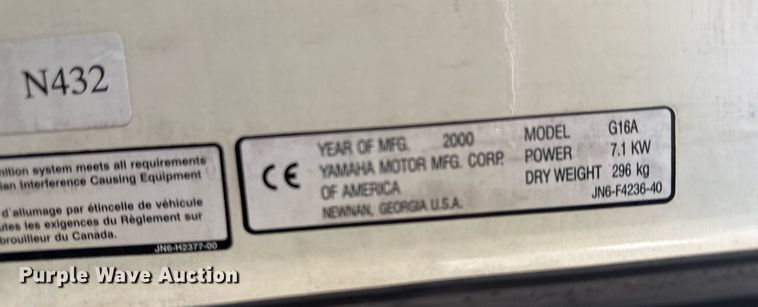 N432
nition system meets all requirements
ian Interference Causing Equipment
d'allumage par étincelle de véhicule
utes les exigences du Règlement sur
brouilleur du Canada.
JN6-H2377-00
CE
YEAR OF MFG. 2000
YAMAHA MOTOR MFG. CORP.
OF AMERICA
NEWNAN, GEORGIA U.S.A.
MODEL G16A
POWER 7.1 KW
DRY WEIGHT 296 kg
JN6-F4236-40
Purple Wave Auction